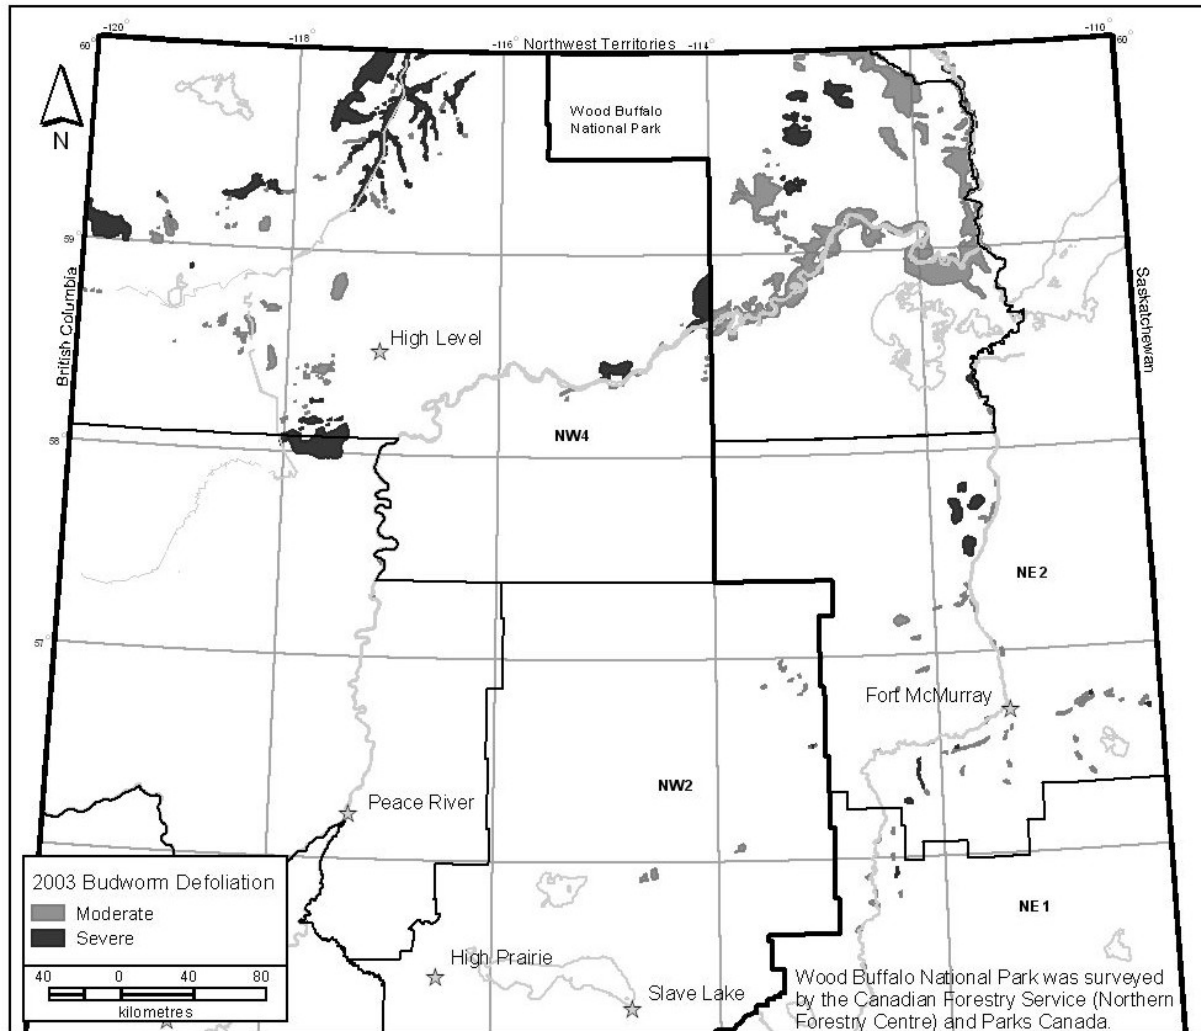 -120°
-118
-116
Northwest Territories
-114
-110
60°
60
N
Wood Buffalo
National Park
59°
British Columbia
Saskatchewan
High Level
58°
NW4
NE2
57°
Fort McMurray
NW2
Peace River
NE1
2003 Budworm Defoliation
Moderate
Severe
40 0 40 80
kilometres
High Prairie
Slave Lake
Wood Buffalo National Park was surveyed
by the Canadian Forestry Service (Northern
Forestry Centre) and Parks Canada.